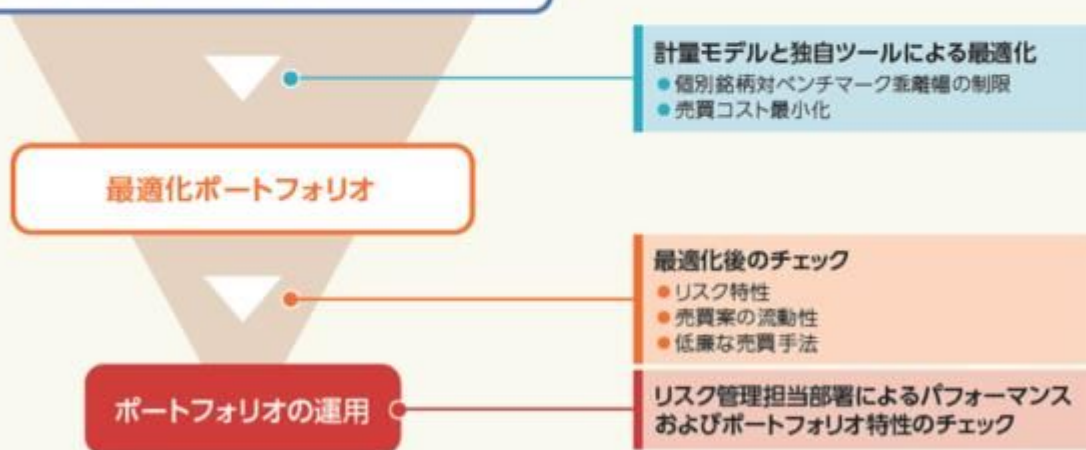 計量モデルと独自ツールによる最適化
● 個別銘柄対ベンチマーク乖離幅の制限
● 売買コスト最小化
最適化ポートフォリオ
最適化後のチェック
● リスク特性
● 売買案の流動性
● 低廉な売買手法
ポートフォリオの運用
リスク管理担当部署によるパフォーマンス
およびポートフォリオ特性のチェック